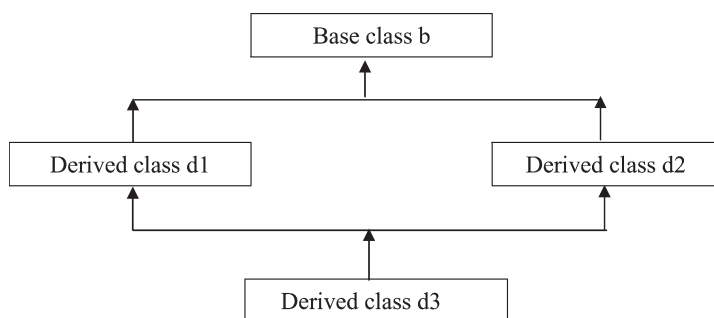 Base class b
Derived class d1
Derived class d2
Derived class d3